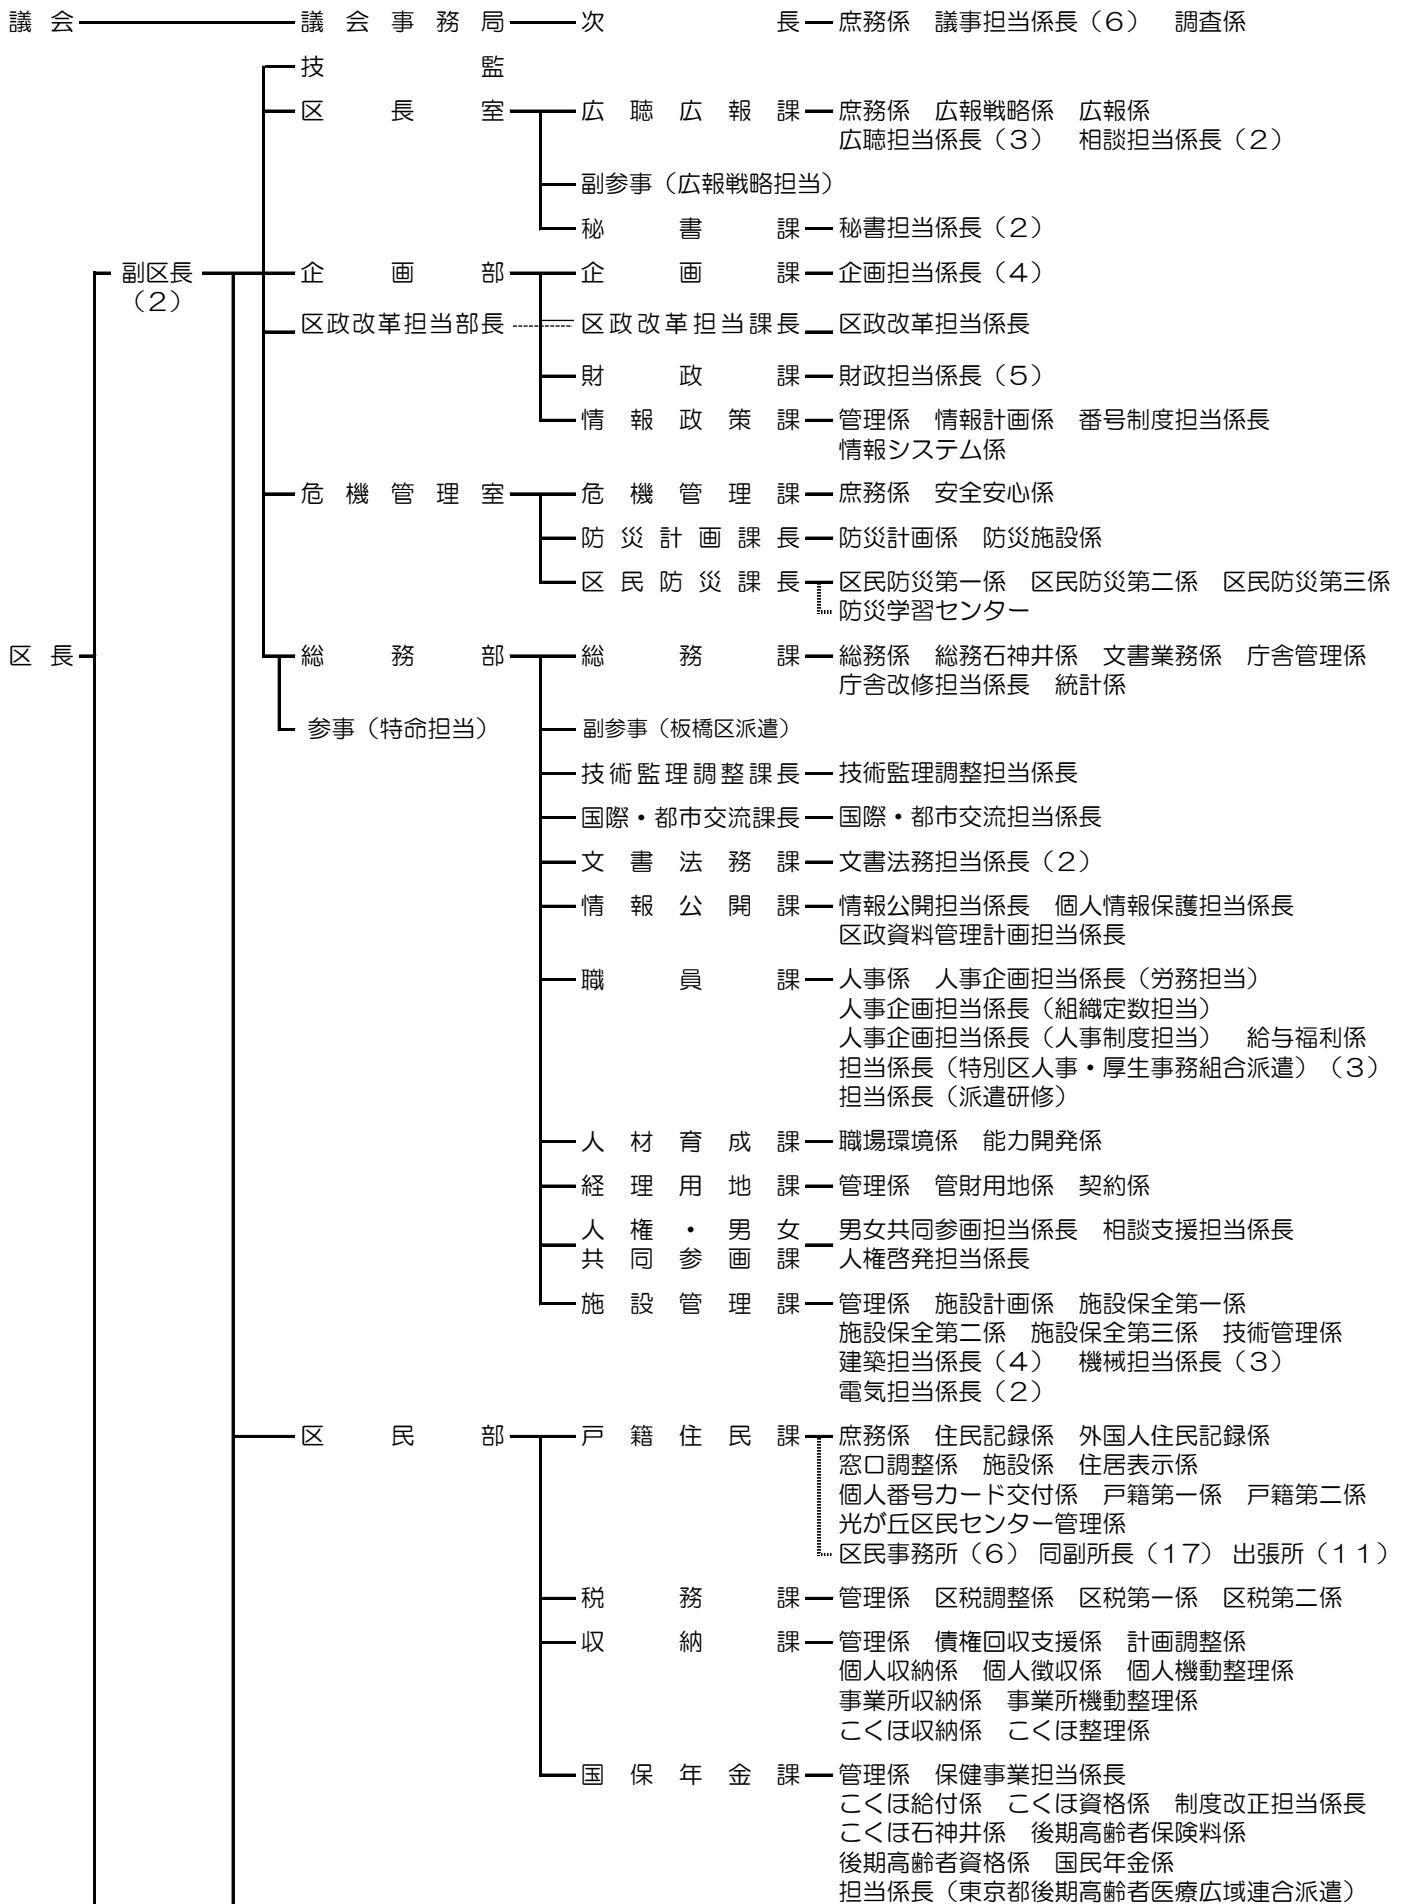 議会 議会事務局 次長 庶務係 議事担当係長（6） 調査係
技監
区長室 広聴広報課 庶務係 広報戦略係 広報係
広聴担当係長（3） 相談担当係長（2）
副参事（広報戦略担当）
秘書課 秘書担当係長（2）
副区長 企画部 企画課 企画担当係長（4）
（2）
区政改革担当部長 区政改革担当課長 区政改革担当係長
財政課 財政担当係長（5）
情報政策課 管理係 情報計画係 番号制度担当係長
情報システム係
危機管理室 危機管理課 庶務係 安全安心係
防災計画課長 防災計画係 防災施設係
区民防災課長 区民防災第一係 区民防災第二係 区民防災第三係
防災学習センター
区長 総務部 総務課 総務係 総務石神井係 文書業務係 庁舎管理係
庁舎改修担当係長 統計係
参事（特命担当） 副参事（板橋区派遣）
技術監理調整課長 技術監理調整担当係長
国際・都市交流課長 国際・都市交流担当係長
文書法務課 文書法務担当係長（2）
情報公開課 情報公開担当係長 個人情報保護担当係長
区政資料管理計画担当係長
職員課 人事係 人事企画担当係長（労務担当）
人事企画担当係長（組織定数担当）
人事企画担当係長（人事制度担当） 給与福利係
担当係長（特別区人事・厚生事務組合派遣）（3）
担当係長（派遣研修）
人材育成課 職場環境係 能力開発係
経理用地課 管理係 管財用地係 契約係
人権・男女 男女共同参画担当係長 相談支援担当係長
共同参画課 人権啓発担当係長
施設管理課 管理係 施設計画係 施設保全第一係
施設保全第二係 施設保全第三係 技術管理係
建築担当係長（4） 機械担当係長（3）
電気担当係長（2）
区民部 戸籍住民課 庶務係 住民記録係 外国人住民記録係
窓口調整係 施設係 住居表示係
個人番号カード交付係 戸籍第一係 戸籍第二係
光が丘区民センター管理係
区民事務所（6） 同副所長（17） 出張所（11）
税務課 管理係 区税調整係 区税第一係 区税第二係
収納課 管理係 債権回収支援係 計画調整係
個人収納係 個人徴収係 個人機動整理係
事業所収納係 事業所機動整理係
こくほ収納係 こくほ整理係
国保年金課 管理係 保健事業担当係長
こくほ給付係 こくほ資格係 制度改正担当係長
こくほ石神井係 後期高齢者保険料係
後期高齢者資格係 国民年金係
担当係長（東京都後期高齢者医療広域連合派遣）